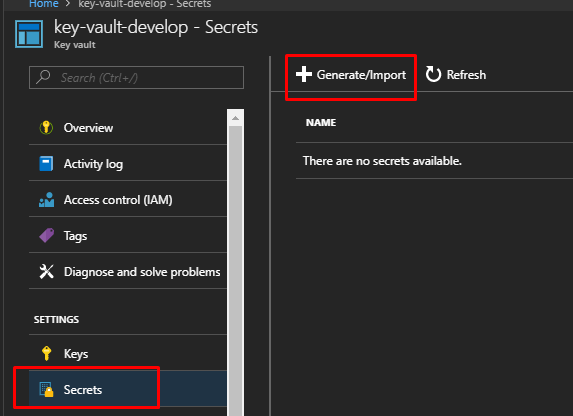 Home > key-vault-develop - Secrets
key-vault-develop - Secrets
Key vault
Search (Ctrl+/)
Overview
Activity log
Access control (IAM)
Tags
Diagnose and solve problems
SETTINGS
Keys
Secrets
Generate/Import
Refresh
NAME
There are no secrets available.